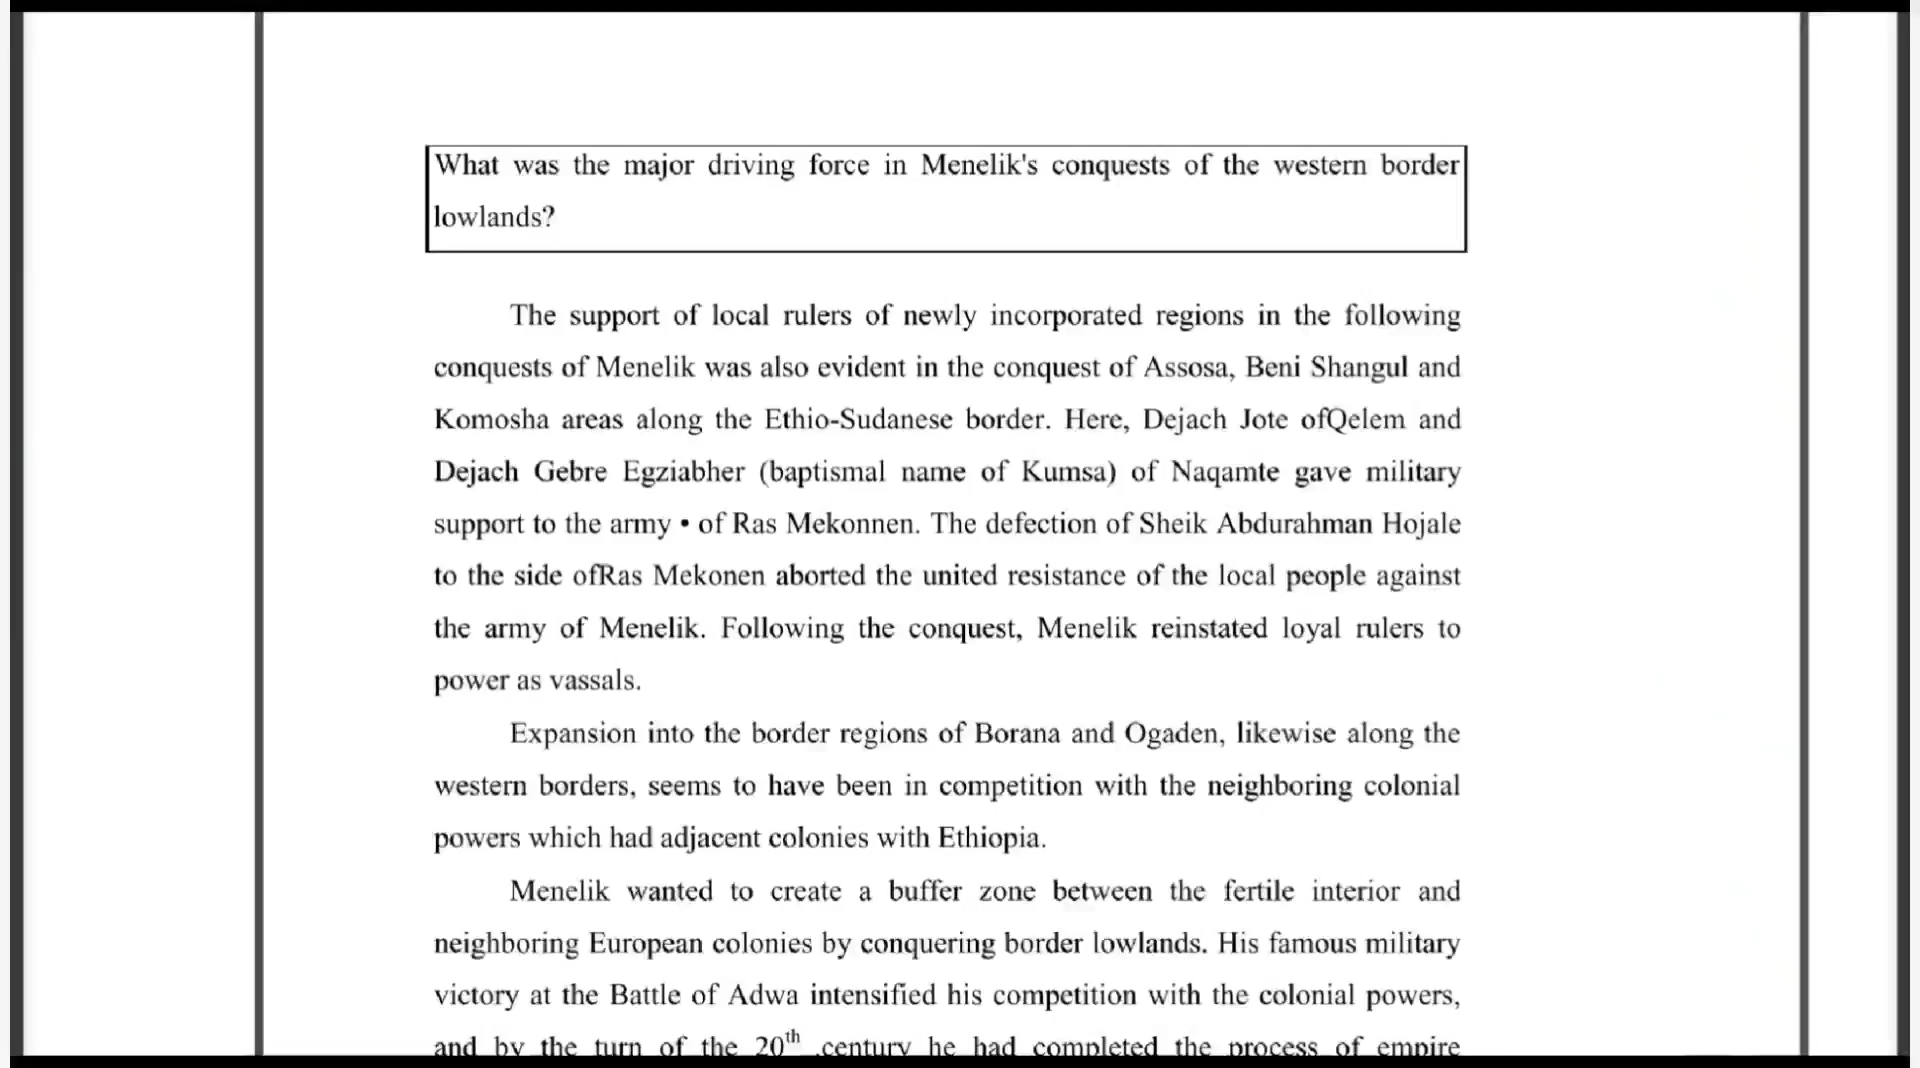 What was the major driving force in Menelik's conquests of the western border
lowlands?
The support of local rulers of newly incorporated regions in the following
conquests of Menelik was also evident in the conquest of Assosa, Beni Shangul and
Komosha areas along the Ethio-Sudanese border. Here, Dejach Jote ofQelem and
Dejach Gebre Egziabher (baptismal name of Kumsa) of Naqamte gave military
support to the army • of Ras Mekonnen. The defection of Sheik Abdurahman Hojale
to the side ofRas Mekonen aborted the united resistance of the local people against
the army of Menelik. Following the conquest, Menelik reinstated loyal rulers to
power as vassals.
Expansion into the border regions of Borana and Ogaden, likewise along the
western borders, seems to have been in competition with the neighboring colonial
powers which had adjacent colonies with Ethiopia.
Menelik wanted to create a buffer zone between the fertile interior and
neighboring European colonies by conquering border lowlands. His famous military
victory at the Battle of Adwa intensified his competition with the colonial powers,
and by the turn of the 20th century he had completed the process of empire